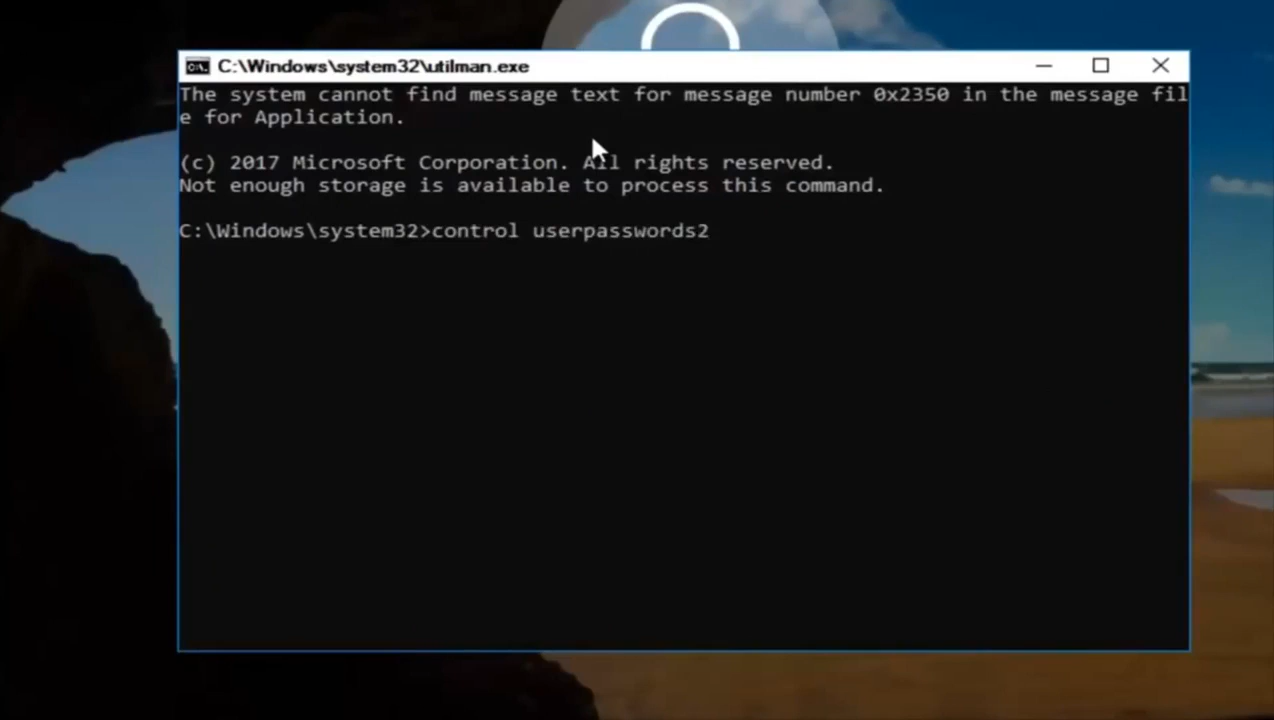 C:\Windows\system32\utilman.exe
The system cannot find message text for message number 0x2350 in the message fil
e for Application.
(c) 2017 Microsoft Corporation. All rights reserved.
Not enough storage is available to process this command.
C:\Windows\system32>control userpasswords2